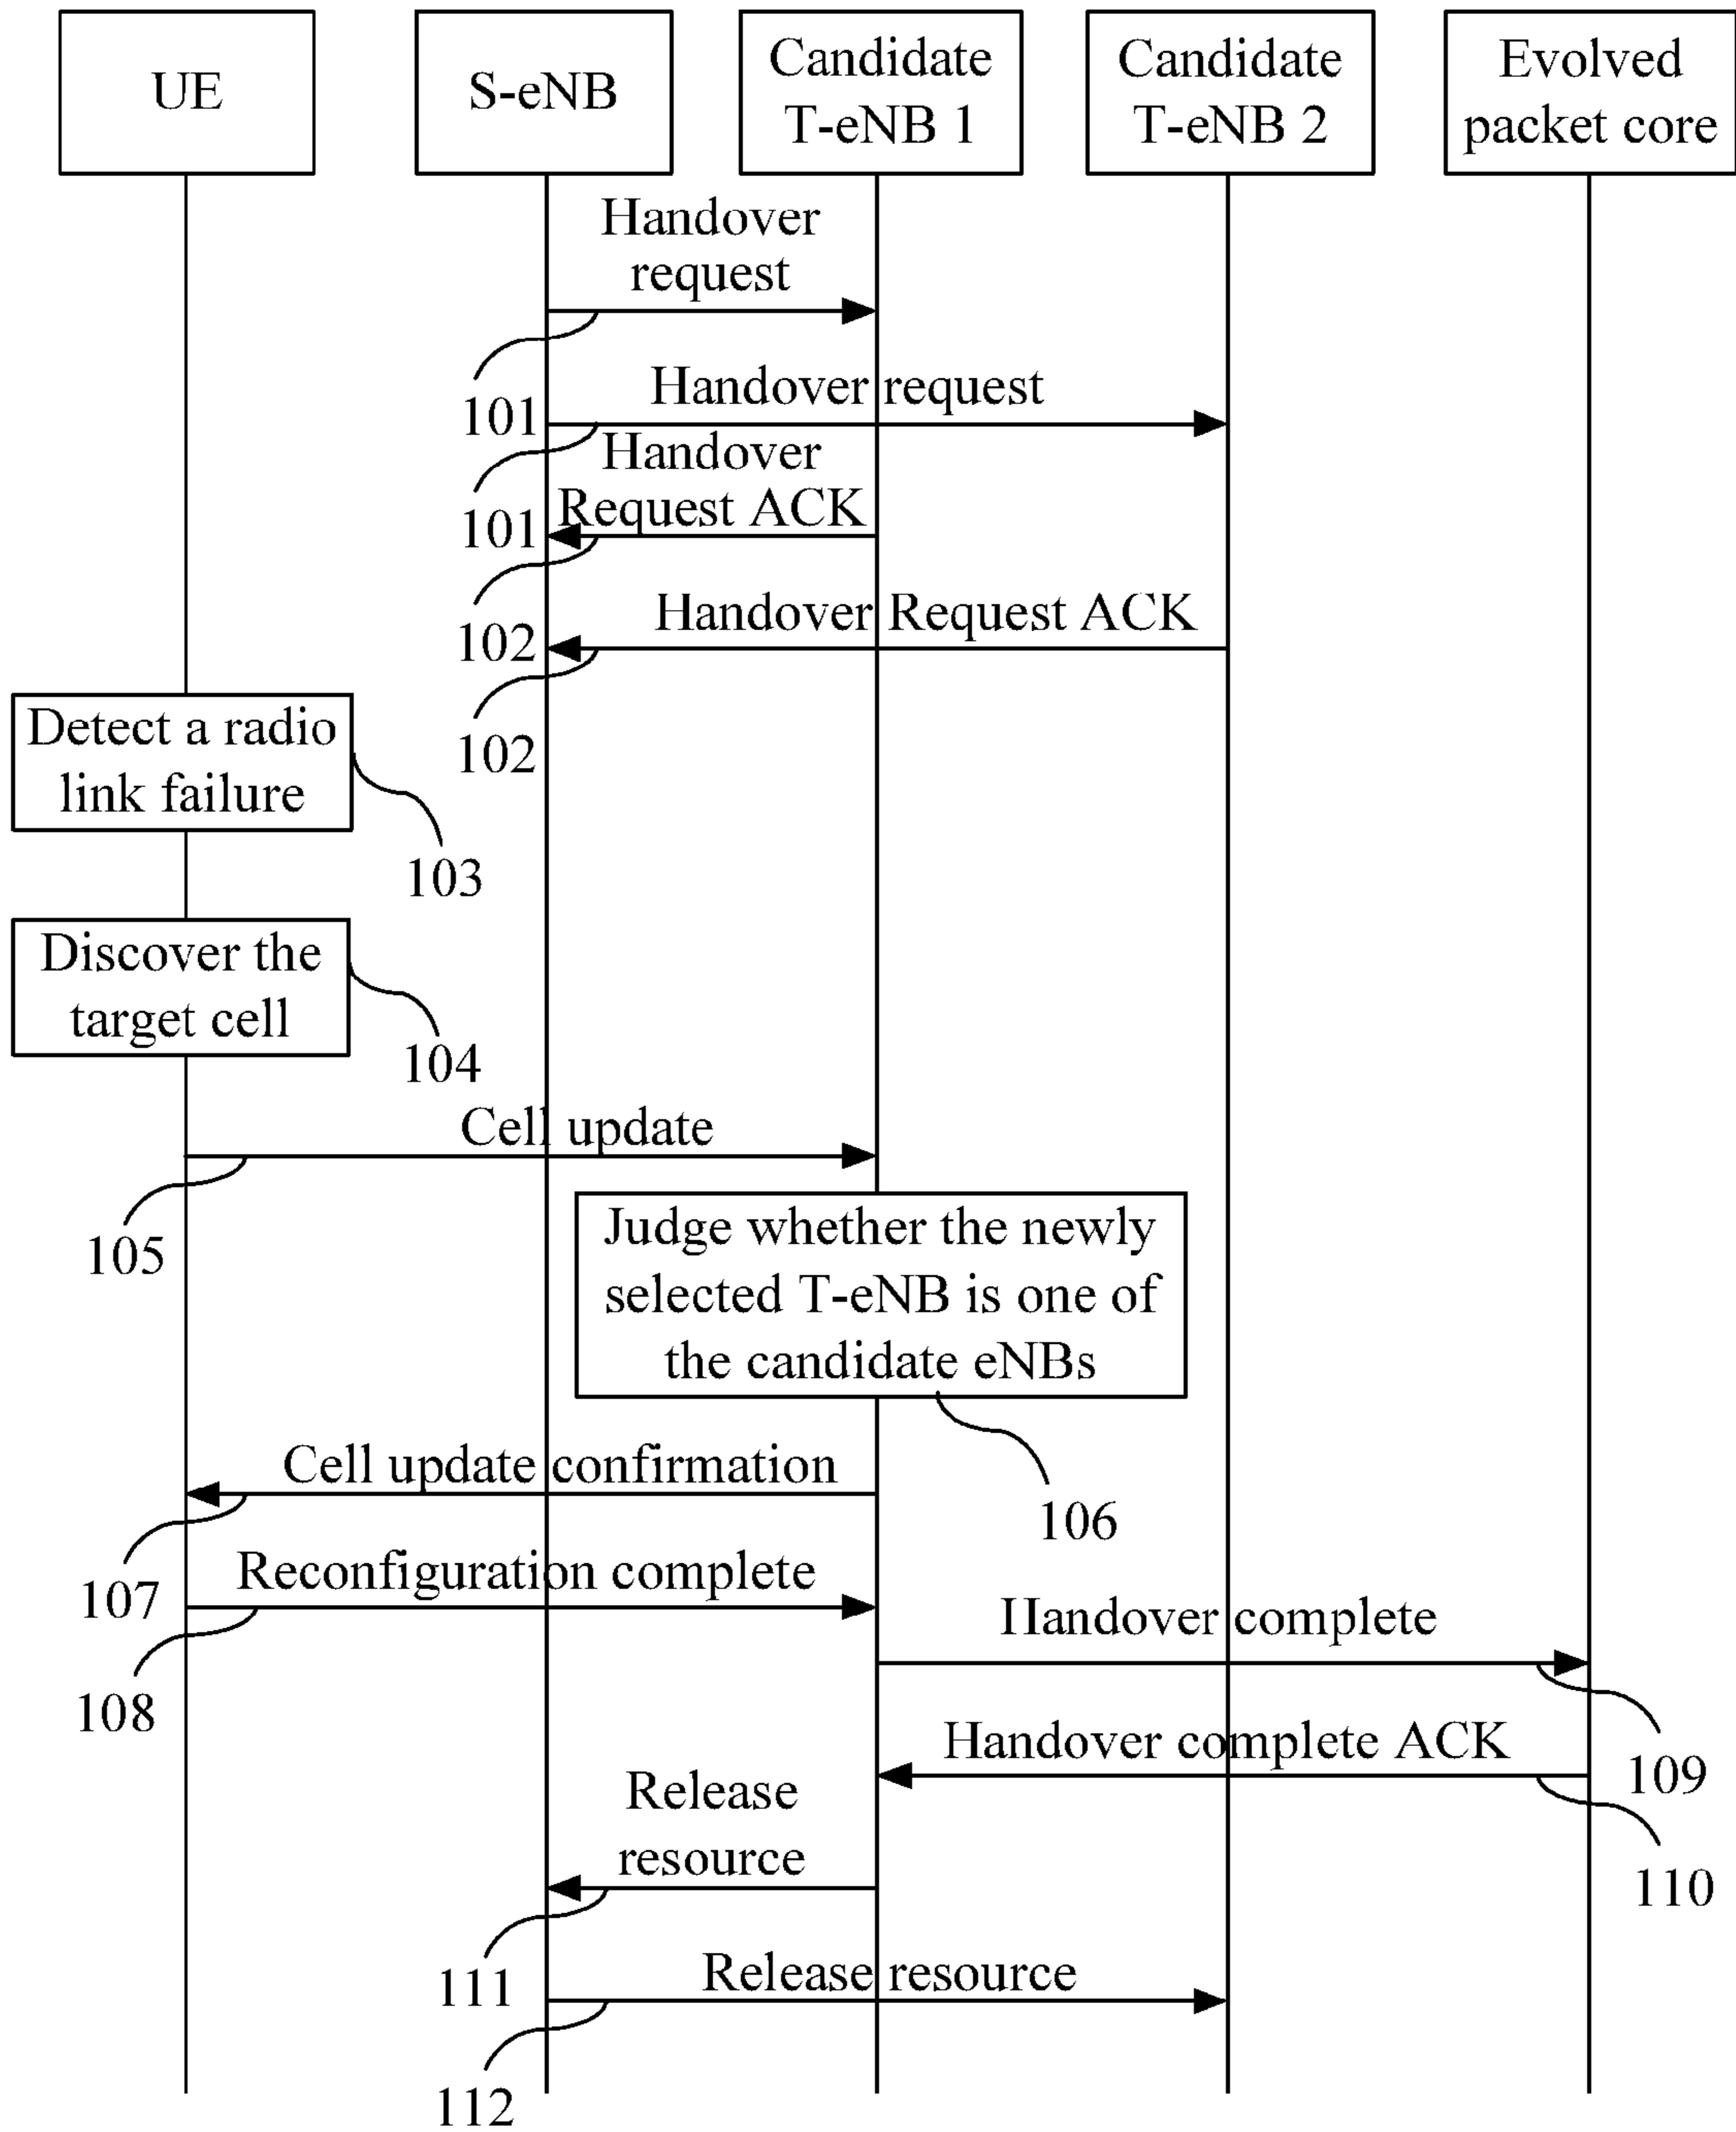 UE
S-eNB
Candidate
T-eNB 1
Candidate
T-eNB 2
Evolved
packet core
Handover
request
101
Handover request
101
Handover
Request ACK
102
Handover Request ACK
102
Detect a radio
link failure
103
Discover the
target cell
104
Cell update
105
Judge whether the newly
selected T-eNB is one of
the candidate eNBs
106
Cell update confirmation
107
Reconfiguration complete
108
Handover complete
109
Handover complete ACK
110
Release
resource
111
Release resource
112